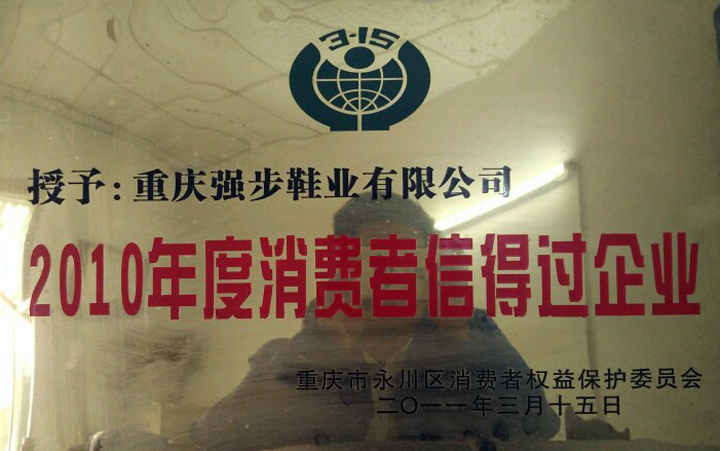 3·15
授予：重庆强步鞋业有限公司
2010年度消费者信得过企业
重庆市永川区消费者权益保护委员会
二〇一一年三月十五日